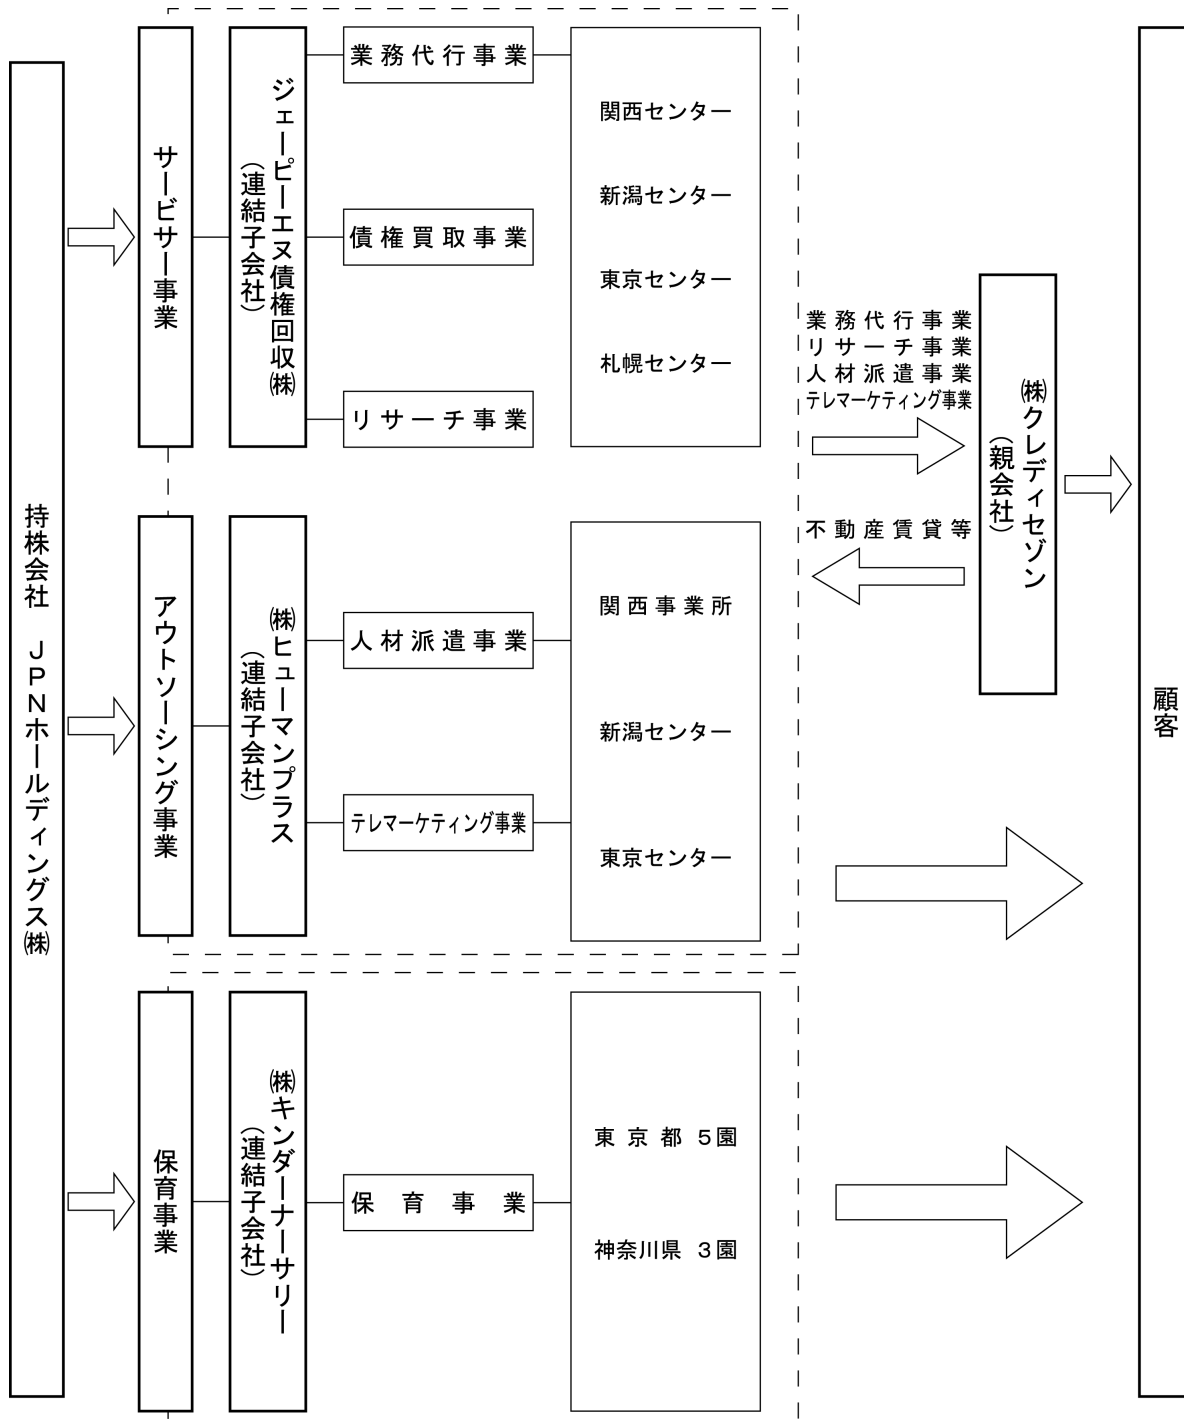 持株会社　ＪＰＮホールディングス㈱
サービサー事業
ジェーピーエヌ債権回収㈱
（連結子会社）
業務代行事業
債権買取事業
リサーチ事業
関西センター
新潟センター
東京センター
札幌センター
アウトソーシング事業
㈱ヒューマンプラス
（連結子会社）
人材派遣事業
テレマーケティング事業
関西事業所
新潟センター
東京センター
保育事業
㈱キンダーナーサリー
（連結子会社）
保育事業
東京都 5園
神奈川県 3園
業務代行事業
リサーチ事業
人材派遣事業
テレマーケティング事業
不動産賃貸等
㈱クレディセゾン
（親会社）
顧客